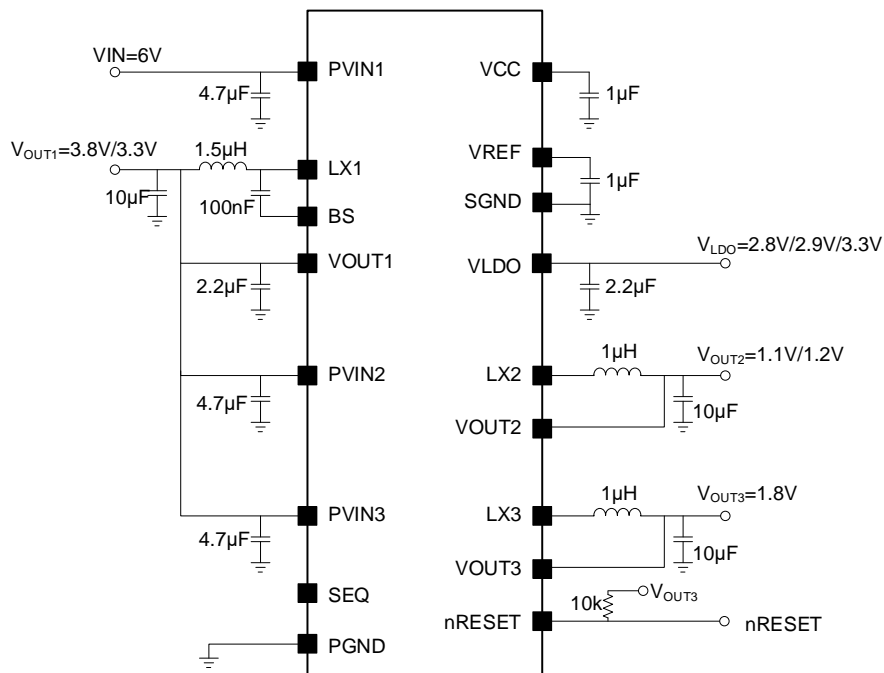 VIN=6V
PVIN1
4.7µF
VOUT1=3.8V/3.3V
1.5µH
LX1
10µF
100nF
BS
VOUT1
2.2µF
PVIN2
4.7µF
PVIN3
4.7µF
SEQ
PGND
VCC
1µF
VREF
1µF
SGND
VLDO=2.8V/2.9V/3.3V
VLDO
2.2µF
1µH
VOUT2=1.1V/1.2V
LX2
10µF
VOUT2
1µH
VOUT3=1.8V
LX3
10µF
VOUT3
VOUT3
10k
nRESET
nRESET